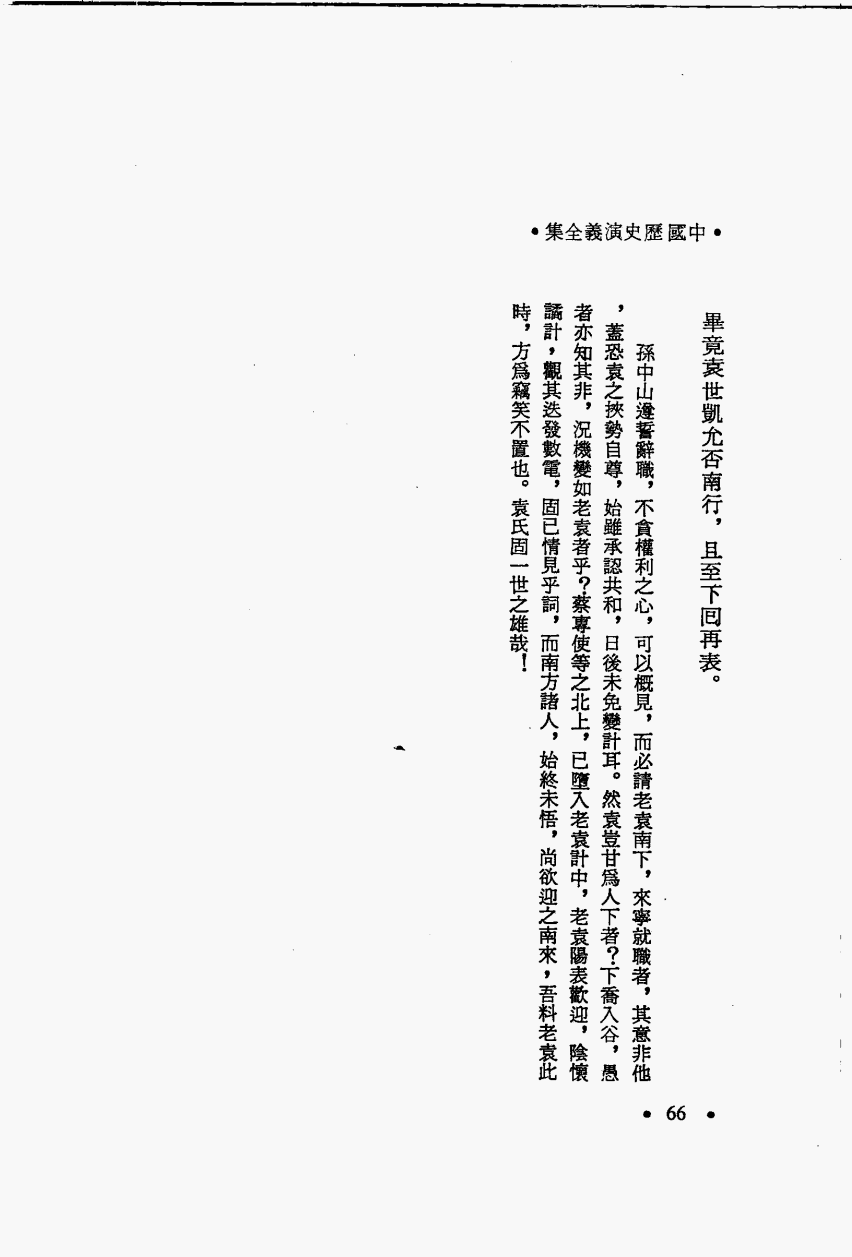 •中國歷史演義全集•
畢竟袁世凱允否南行，且至下回再表。
孫中山遵誓辭職，不貪權利之心，可以概見，而必請老袁南下，來寧就職者，其意非他
，蓋恐袁之挾勢自尊，始雖承認共和，日後未免變計耳。然袁豈甘爲人下者？下喬入谷，愚
者亦知其非，況機變如老袁者乎？蔡專使等之北上，已墮入老袁計中，老袁陽表歡迎，陰懷
譎計，觀其迭發數電，固已情見乎詞，而南方諸人，始終未悟，尚欲迎之南來，吾料老袁此
時，方爲竊笑不置也。袁氏固一世之雄哉！
• 66 •